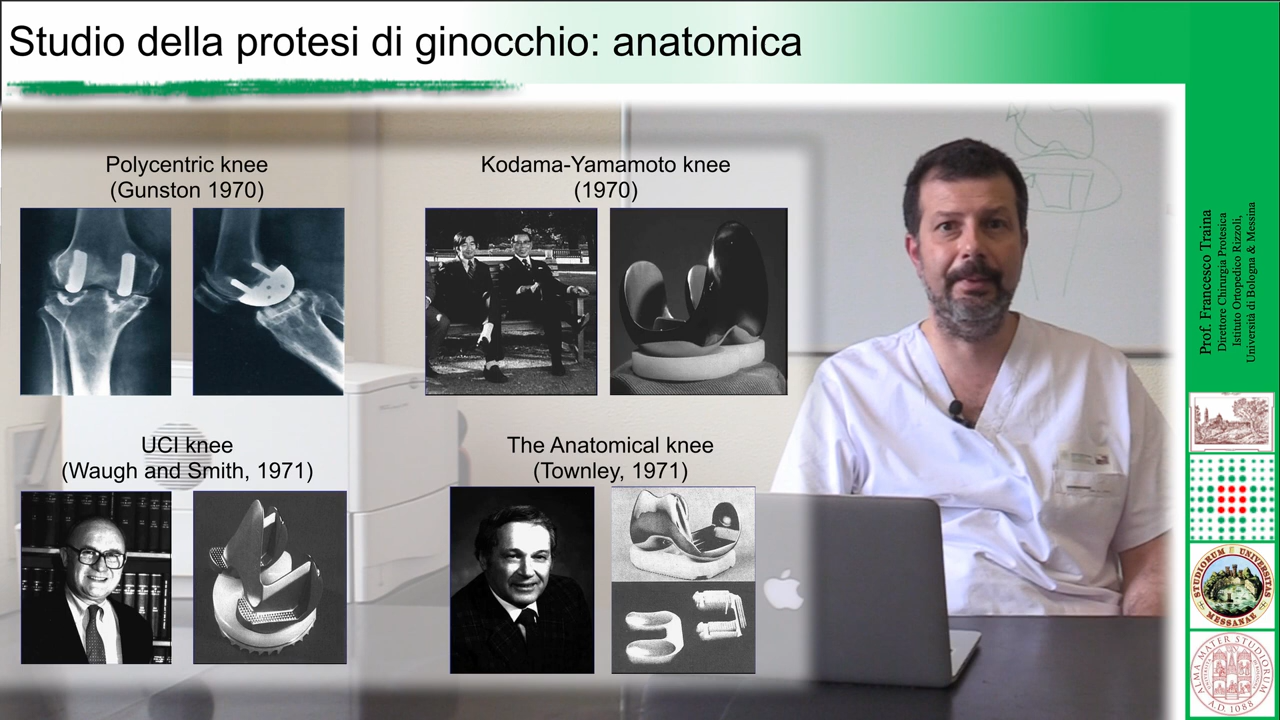 Studio della protesi di ginocchio: anatomica
Polycentric knee
(Gunston 1970)
Kodama-Yamamoto knee
(1970)
UCI knee
(Waugh and Smith, 1971)
The Anatomical knee
(Townley, 1971)
Prof. Francesco Traina
Direttore Chirurgia Protesica
Istituto Ortopedico Rizzoli,
Università di Bologna & Messina
STUDIORUM UNIVERSITAS
MESSANAE
ALMA MATER STUDIORUM
A.D. 1088